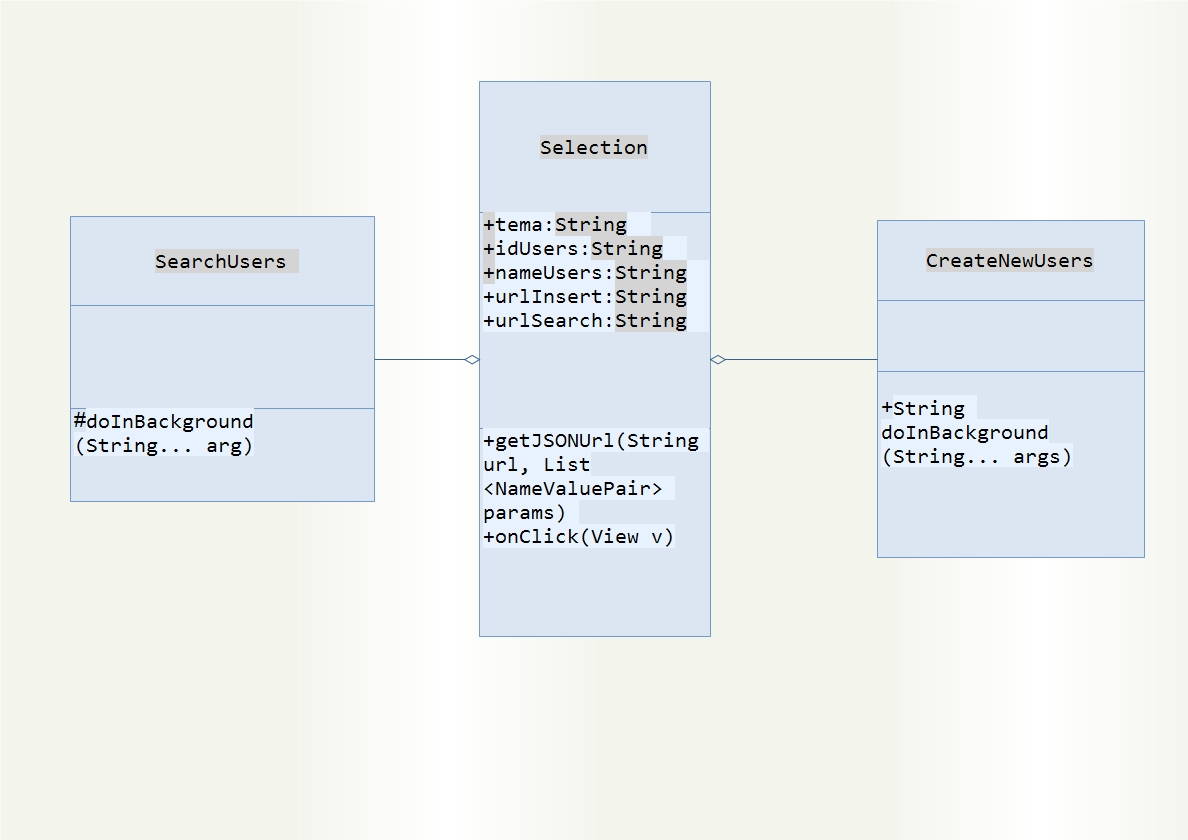 Selection
+tema:String
+idUsers:String
+nameUsers:String
+urlInsert:String
+urlSearch:String
+getJSONUrl(String
url, List
<NameValuePair>
params)
+onClick(View v)
SearchUsers
#doInBackground
(String... arg)
CreateNewUsers
+String
doInBackground
(String... args)